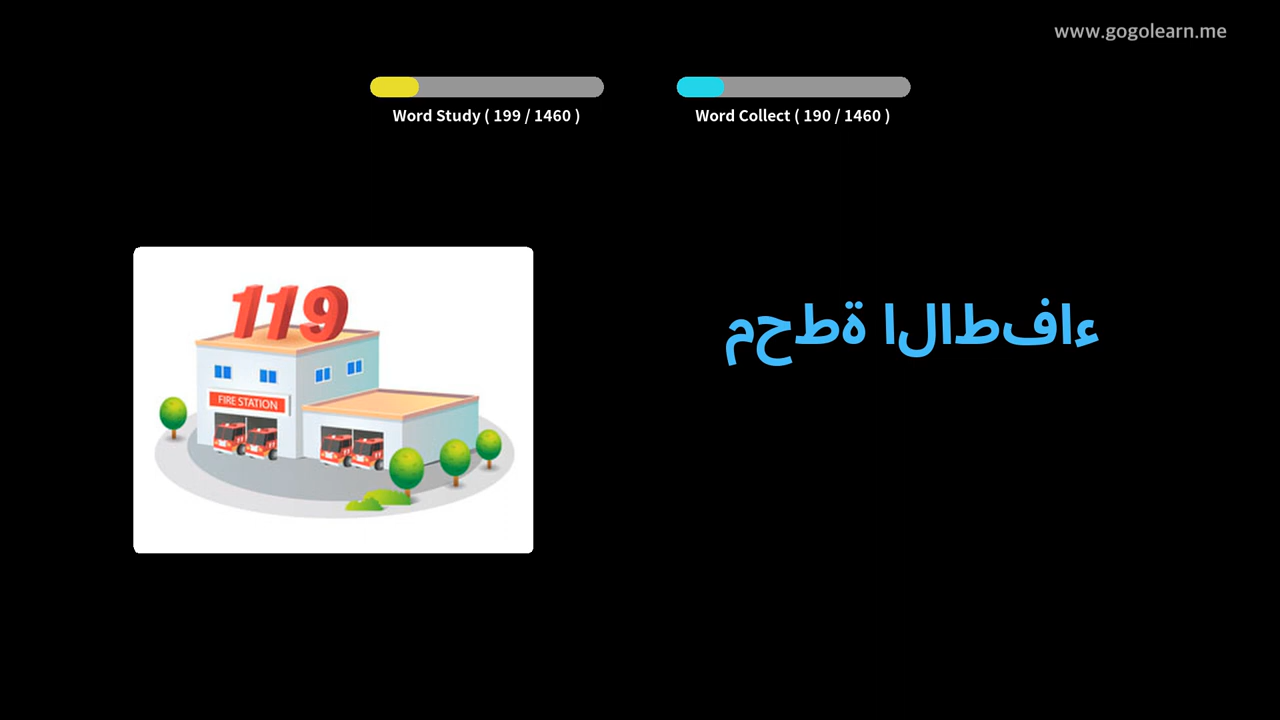 www.gogolearn.me
Word Study ( 199 / 1460 )
Word Collect ( 190 / 1460 )
119
FIRE STATION
محطة الاطفاء